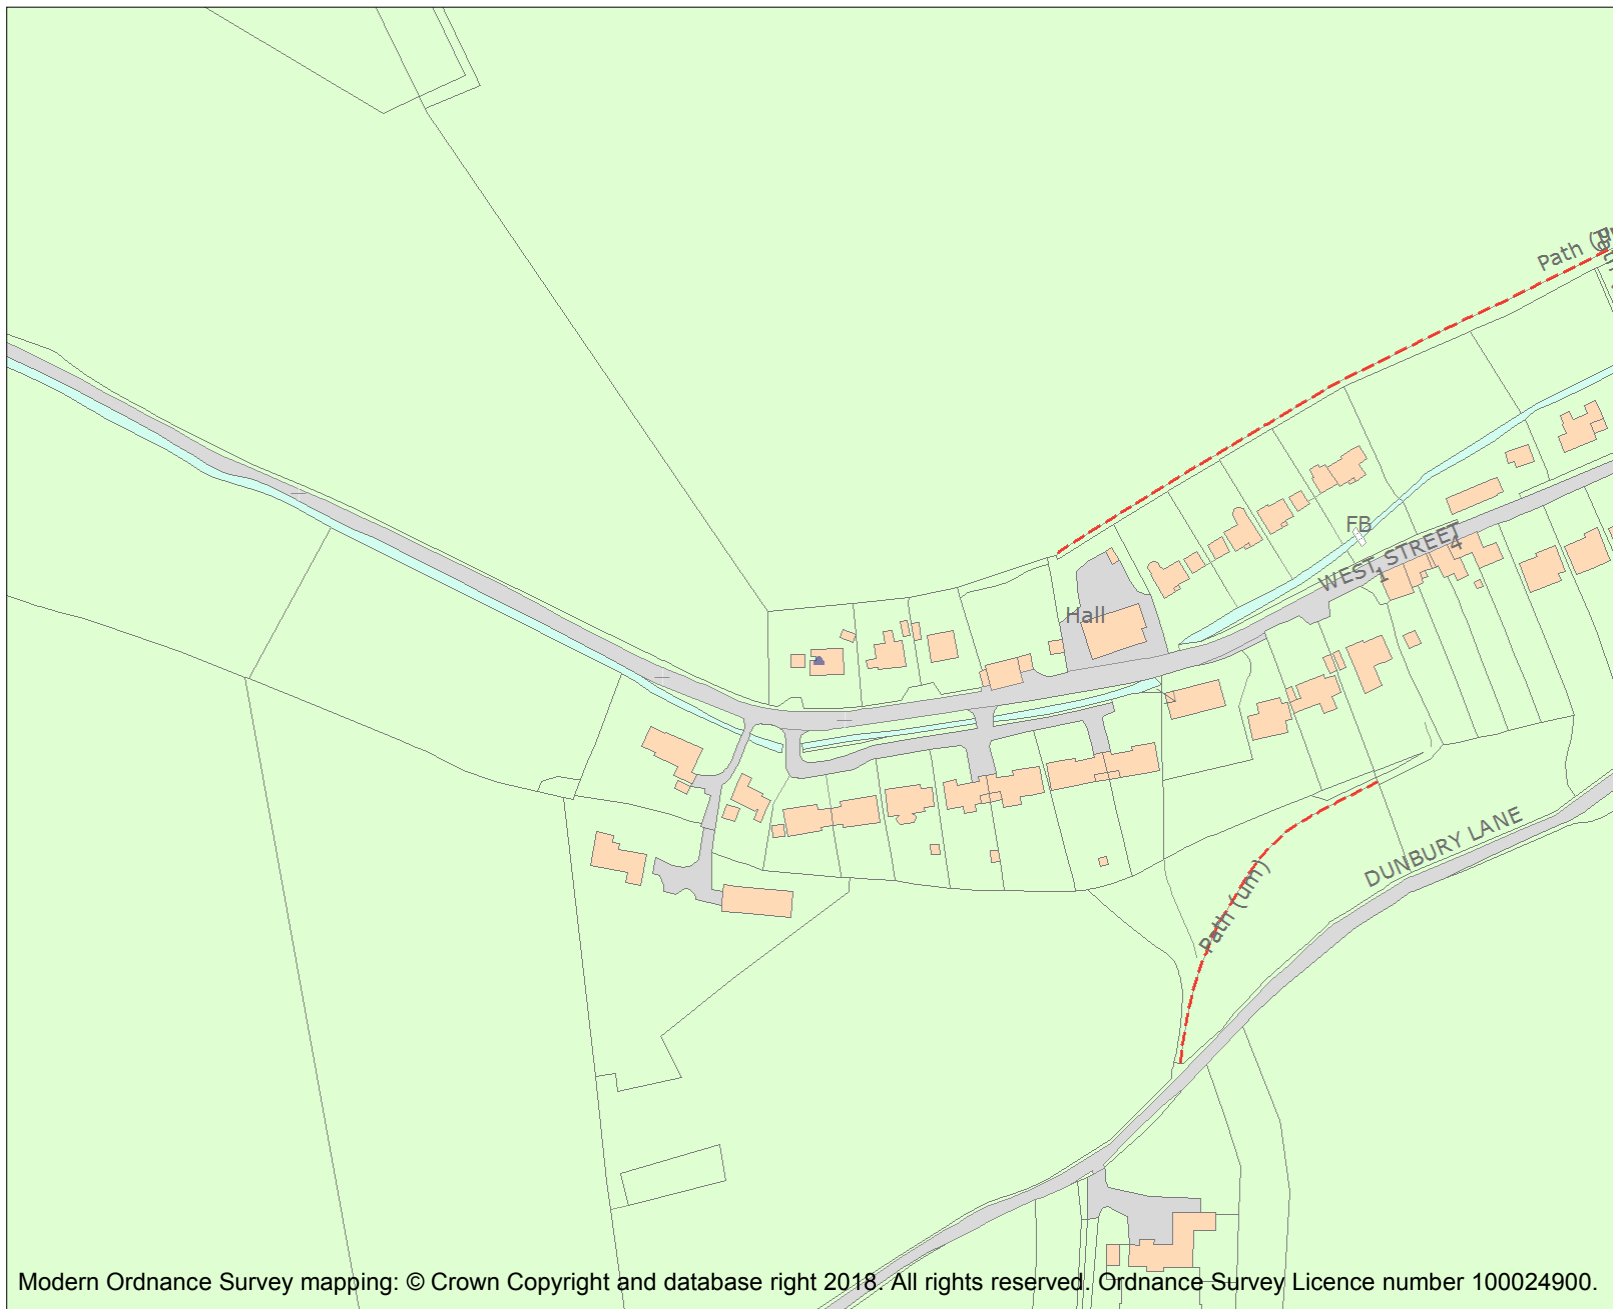 Path (
Hall
FB
WEST STREET
1
4
DUNBURY LANE
Path (um)
Modern Ordnance Survey mapping: © Crown Copyright and database right 2018. All rights reserved. Ordnance Survey Licence number 100024900.